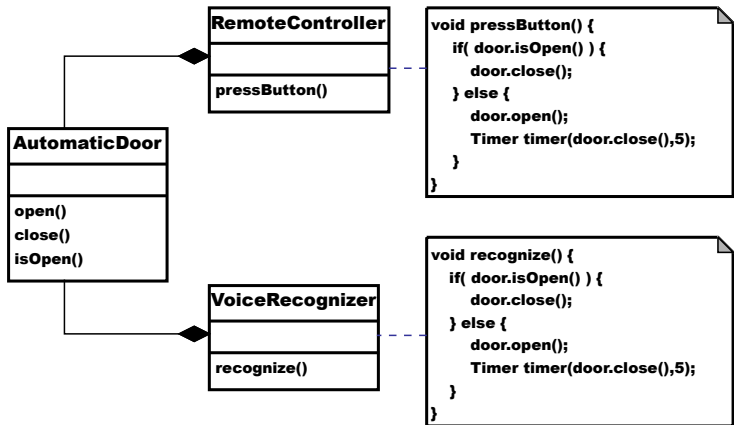 RemoteController
pressButton()
void pressButton() {
if( door.isOpen() ) {
door.close();
} else {
door.open();
Timer timer(door.close(),5);
}
}
AutomaticDoor
open()
close()
isOpen()
VoiceRecognizer
recognize()
void recognize() {
if( door.isOpen() ) {
door.close();
} else {
door.open();
Timer timer(door.close(),5);
}
}